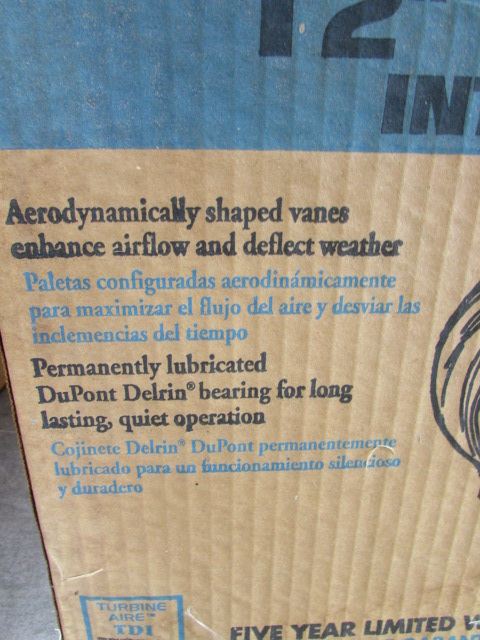 12"
INT
Aerodynamically shaped vanes
enhance airflow and deflect weather
Paletas configuradas aerodinámicamente
para maximizar el flujo del aire y desviar las
inclemencias del tiempo
Permanently lubricated
DuPont Delrin® bearing for long
lasting, quiet operation
Cojinete Delrin® DuPont permanentemente
lubricado para un funcionamiento silencioso
y duradero
TURBINE
AIRE™
TDI
FIVE YEAR LIMITED W